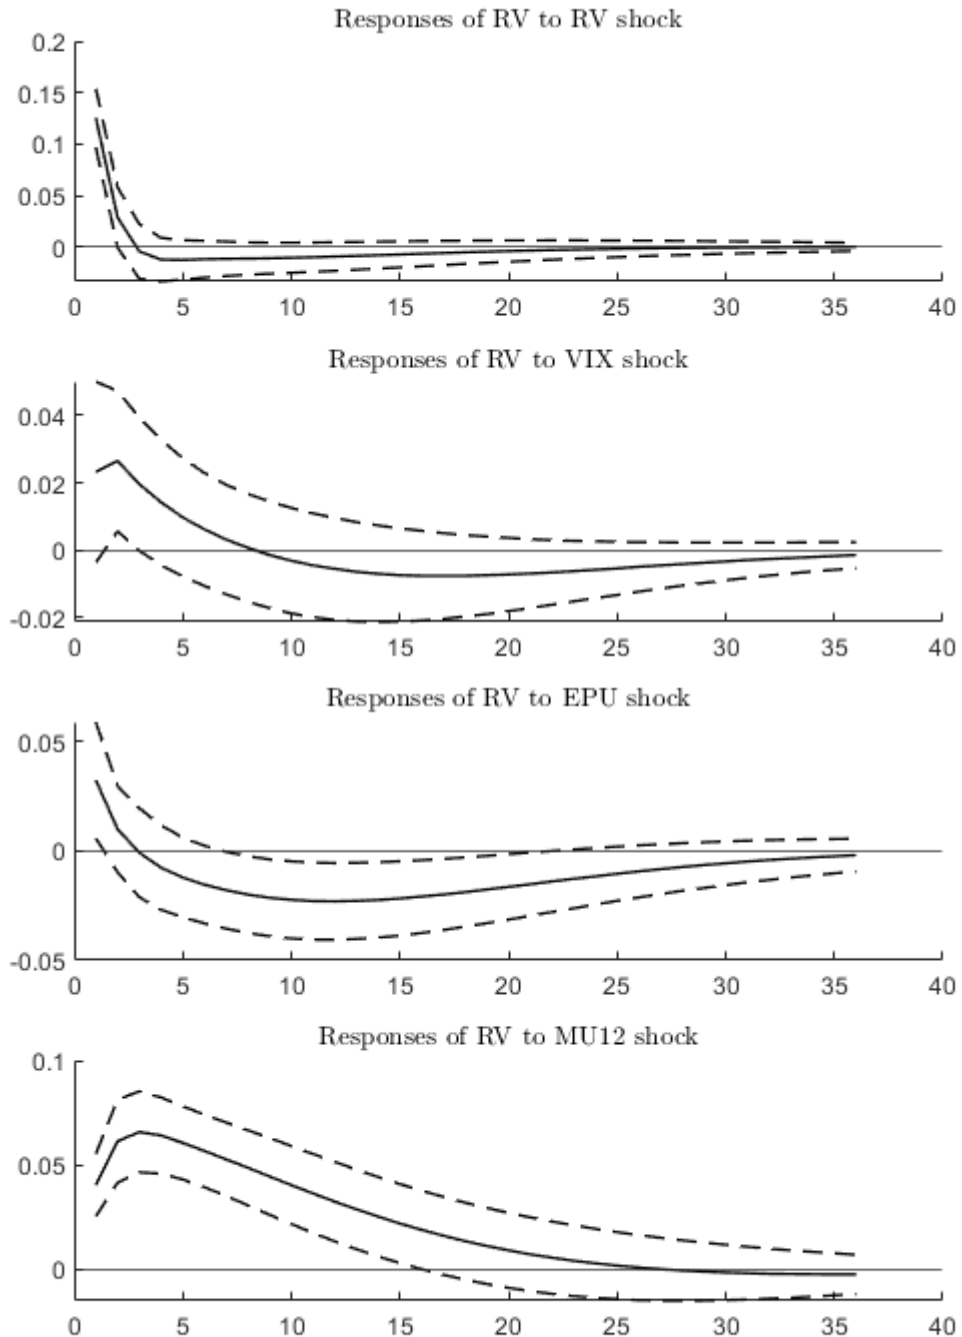 Responses of RV to RV shock
0.2
0.15
0.1
0.05
0
0 5 10 15 20 25 30 35 40
Responses of RV to VIX shock
0.04
0.02
0
-0.02
0 5 10 15 20 25 30 35 40
Responses of RV to EPU shock
0.05
0
-0.05
0 5 10 15 20 25 30 35 40
Responses of RV to MU12 shock
0.1
0.05
0
0 5 10 15 20 25 30 35 40